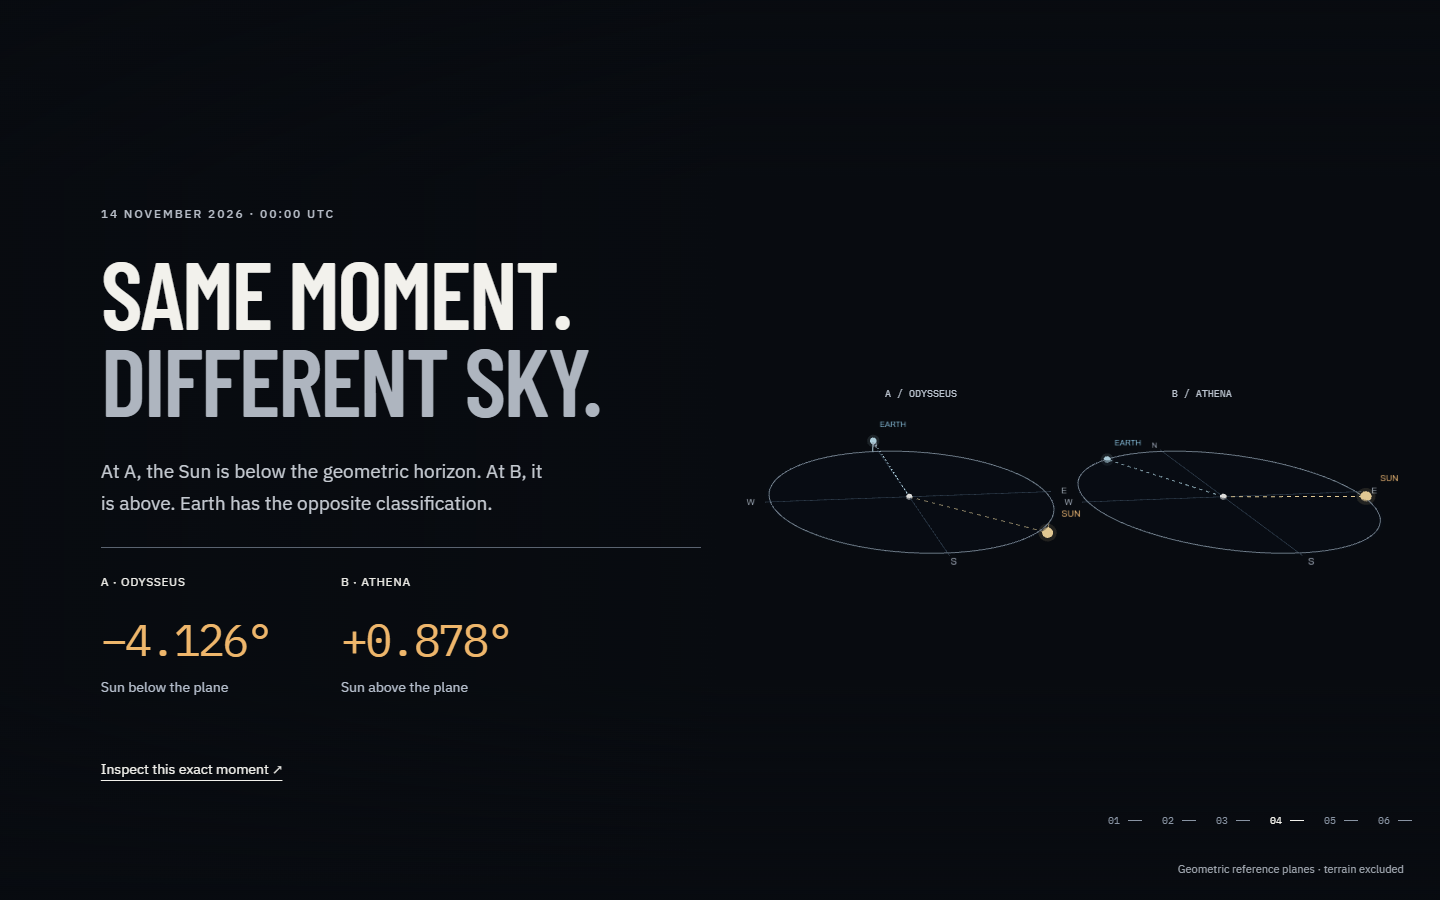 14 NOVEMBER 2026 · 00:00 UTC
SAME MOMENT.
DIFFERENT SKY.
At A, the Sun is below the geometric horizon. At B, it
is above. Earth has the opposite classification.
A · ODYSSEUS
−4.126°
Sun below the plane
B · ATHENA
+0.878°
Sun above the plane
Inspect this exact moment ↗
A / ODYSSEUS
EARTH
W
E
SUN
S
B / ATHENA
EARTH
N
W
SUN
E
S
01
02
03
04
05
06
Geometric reference planes · terrain excluded